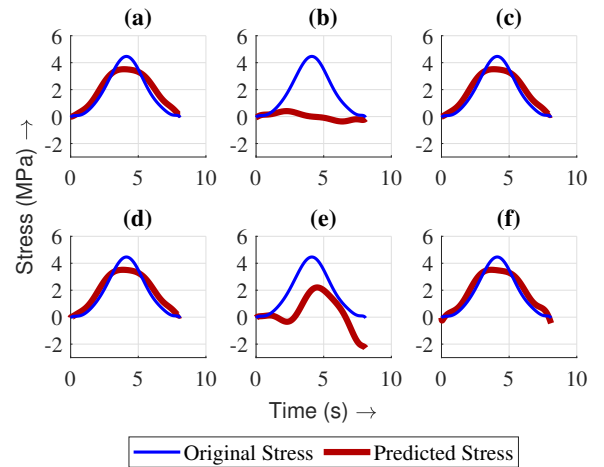 (a) (b) (c)
6 6 6
4 4 4
2 2 2
0 0 0
-2 -2 -2
0 5 10 0 5 10 0 5 10
Stress (MPa) →
(d) (e) (f)
6 6 6
4 4 4
2 2 2
0 0 0
-2 -2 -2
0 5 10 0 5 10 0 5 10
Time (s) →
Original Stress Predicted Stress